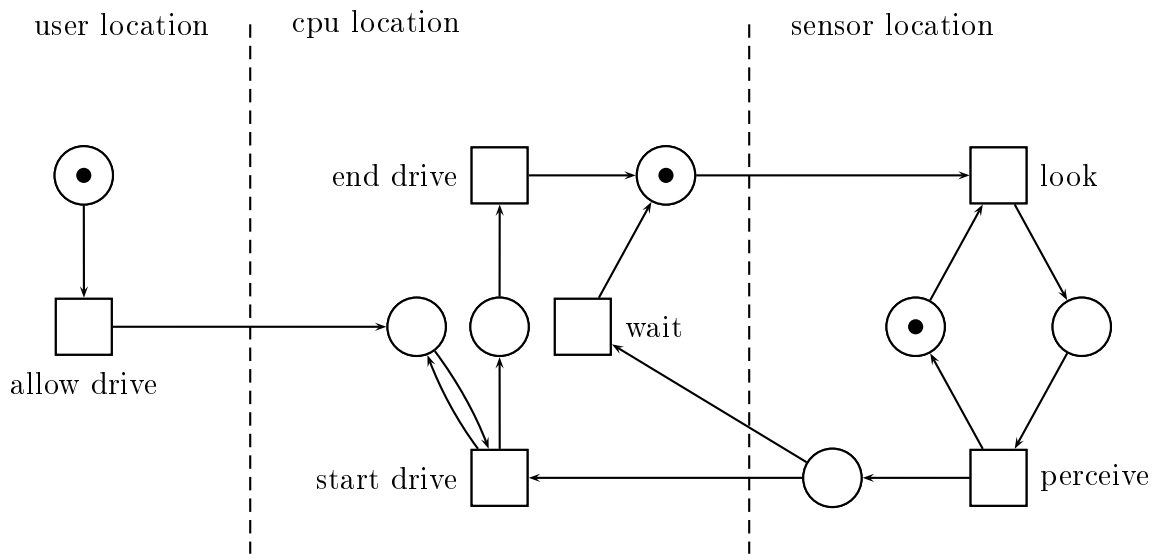 user location
cpu location
sensor location
end drive
look
wait
allow drive
start drive
perceive